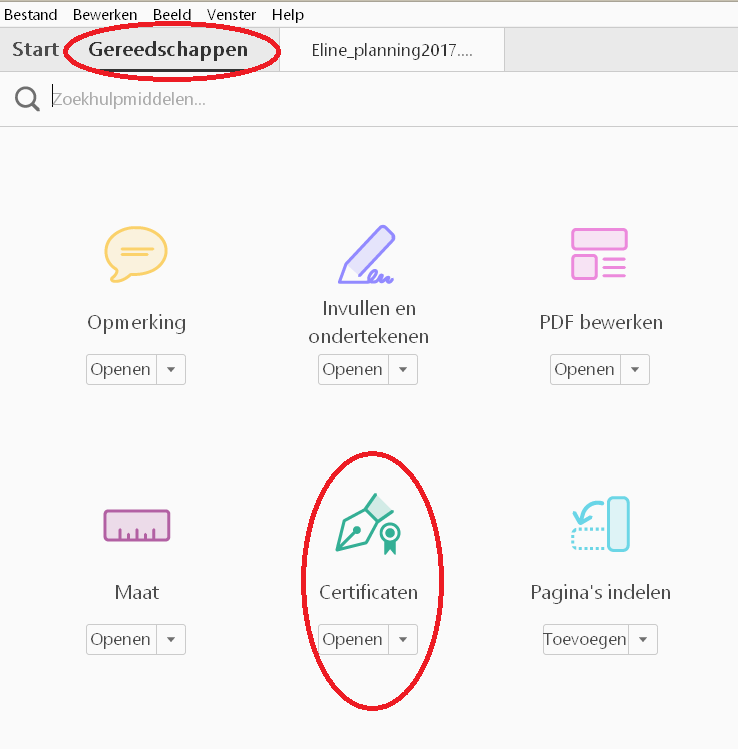 Bestand Bewerken Beeld Venster Help
Start Gereedschappen Eline_planning2017....
Zoekhulpmiddelen...
Opmerking
Invullen en
ondertekenen
PDF bewerken
Openen
Openen
Openen
Maat
Certificaten
Pagina's indelen
Openen
Openen
Toevoegen